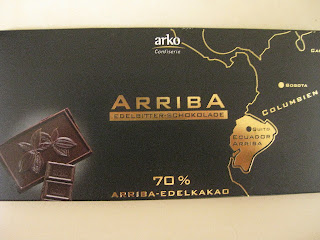 arko
Confiserie
ARRIBA
EDELBITTER-SCHOKOLADE
BOGOTA
COLUMBIEN
QUITO
ECUADOR
ARRIBA
70%
ARRIBA-EDELKAKAO